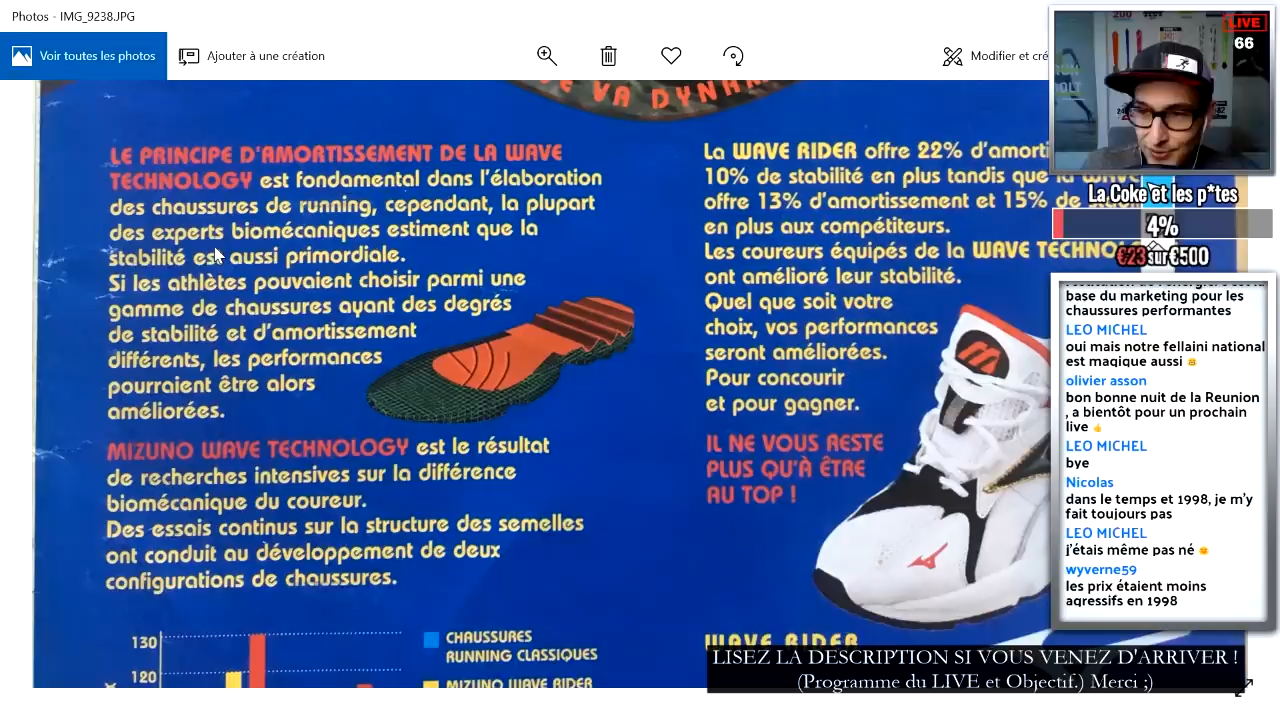 Photos - IMG_9238.JPG
Voir toutes les photos
Ajouter à une création
Modifier et cré
LIVE
66
VA DYNAM
LE PRINCIPE D'AMORTISSEMENT DE LA WAVE
TECHNOLOGY est fondamental dans l'élaboration
des chaussures de running, cependant, la plupart
des experts biomécaniques estiment que la
stabilité est aussi primordiale.
Si les athlètes pouvaient choisir parmi une
gamme de chaussures ayant des degrés
de stabilité et d'amortissement
différents, les performances
pourraient être alors
améliorées.
MIZUNO WAVE TECHNOLOGY est le résultat
de recherches intensives sur la différence
biomécanique du coureur.
Des essais continus sur la structure des semelles
ont conduit au développement de deux
configurations de chaussures.
130
120
CHAUSSURES
RUNNING CLASSIQUES
MIZUNO WAVE RIDER
La WAVE RIDER offre 22% d'amorti
10% de stabilité en plus tandis que la WAVE
offre 13% d'amortissement et 15% de
en plus aux compétiteurs.
Les coureurs équipés de la WAVE TECHNO
ont amélioré leur stabilité.
Quel que soit votre
choix, vos performances
seront améliorées.
Pour concourir
et pour gagner.
IL NE VOUS RESTE
PLUS QU'À ÊTRE
AU TOP !
WAVE RIDER
La Coke et les p*tes
4%
€23 sur €500
base du marketing pour les
chaussures performantes
LEO MICHEL
oui mais notre fellaini national
est magique aussi
olivier asson
bon bonne nuit de la Reunion
, a bientôt pour un prochain
live
LEO MICHEL
bye
Nicolas
dans le temps et 1998, je m'y
fait toujours pas
LEO MICHEL
j'étais même pas né
wyverne59
les prix étaient moins
agressifs en 1998
LISEZ LA DESCRIPTION SI VOUS VENEZ D'ARRIVER !
(Programme du LIVE et Objectif.) Merci ;)